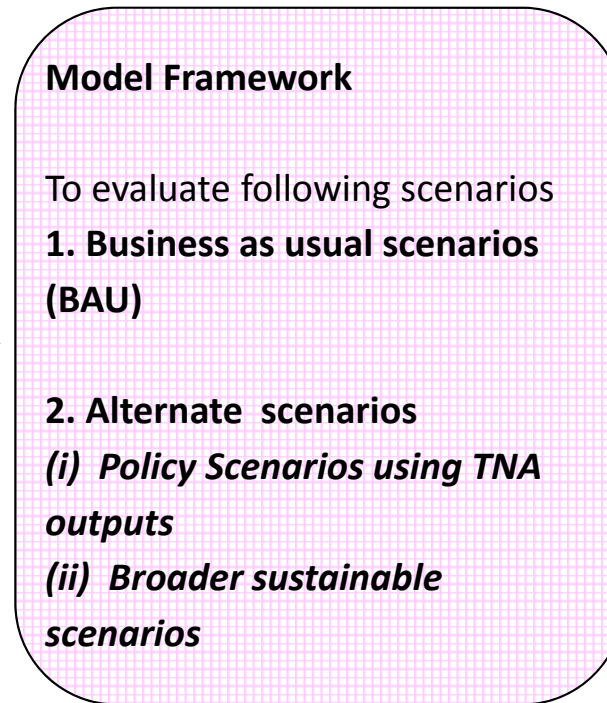 Model Framework
To evaluate following scenarios
1. Business as usual scenarios
(BAU)
2. Alternate scenarios
(i) Policy Scenarios using TNA
outputs
(ii) Broader sustainable
scenarios